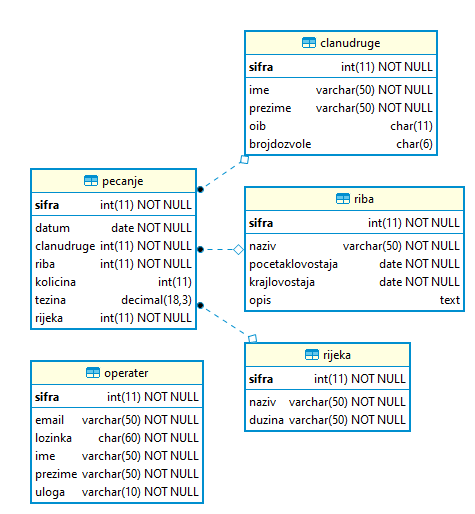 clanudruge
sifra int(11) NOT NULL
ime varchar(50) NOT NULL
prezime varchar(50) NOT NULL
oib char(11)
brojdozvole char(6)
pecanje
sifra int(11) NOT NULL
datum date NOT NULL
clanudruge int(11) NOT NULL
riba int(11) NOT NULL
kolicina int(11)
tezina decimal(18,3)
rijeka int(11) NOT NULL
riba
sifra int(11) NOT NULL
naziv varchar(50) NOT NULL
pocetaklovostaja date NOT NULL
krajlovostaja date NOT NULL
opis text
rijeka
sifra int(11) NOT NULL
naziv varchar(50) NOT NULL
duzina varchar(50) NOT NULL
operater
sifra int(11) NOT NULL
email varchar(50) NOT NULL
lozinka char(60) NOT NULL
ime varchar(50) NOT NULL
prezime varchar(50) NOT NULL
uloga varchar(10) NOT NULL